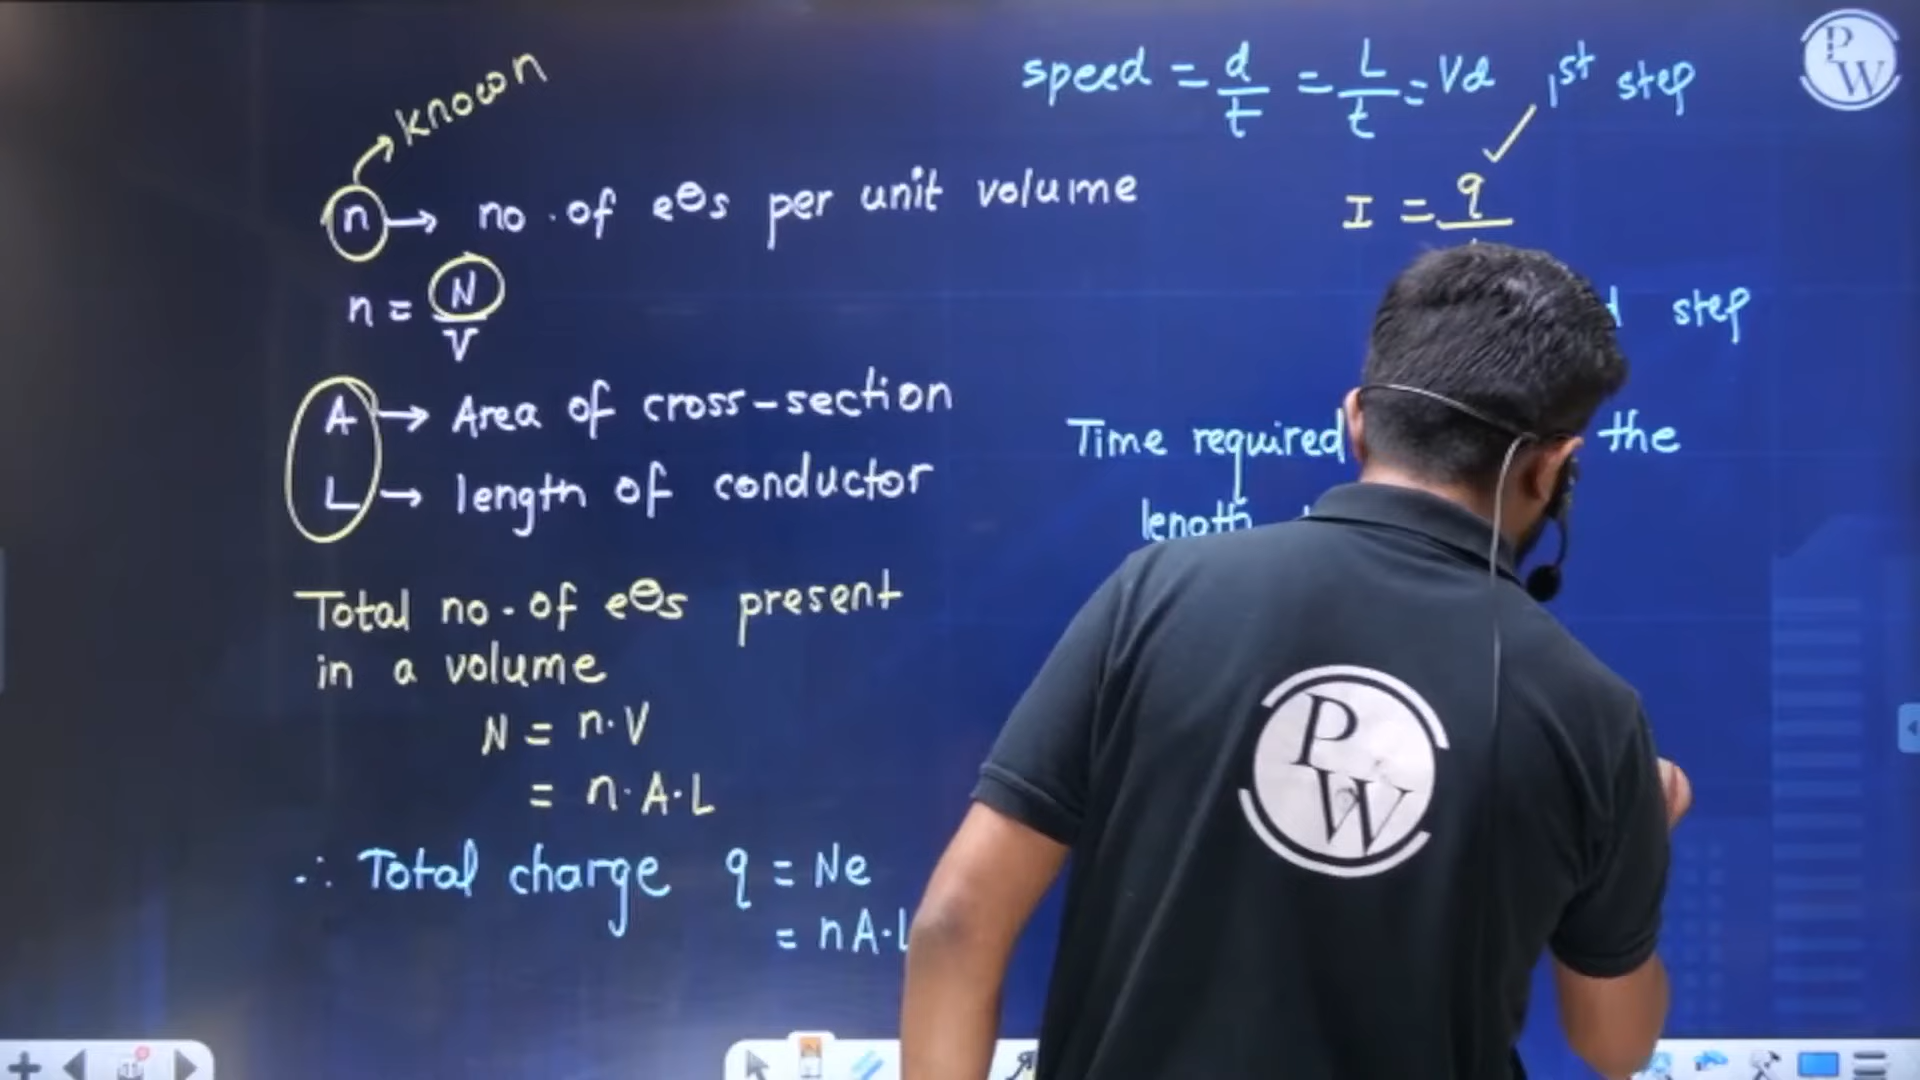 known
n → no. of e⊖s per unit volume
n = N/V
A → Area of cross-section
L → length of conductor
Total no. of e⊖s present
in a volume
N = n·V
= n·A·L
∴ Total charge q = Ne
= nA·L
speed = d/t = L/t = Vd 1st step
I = q
step
Time required the
length
PW
PW